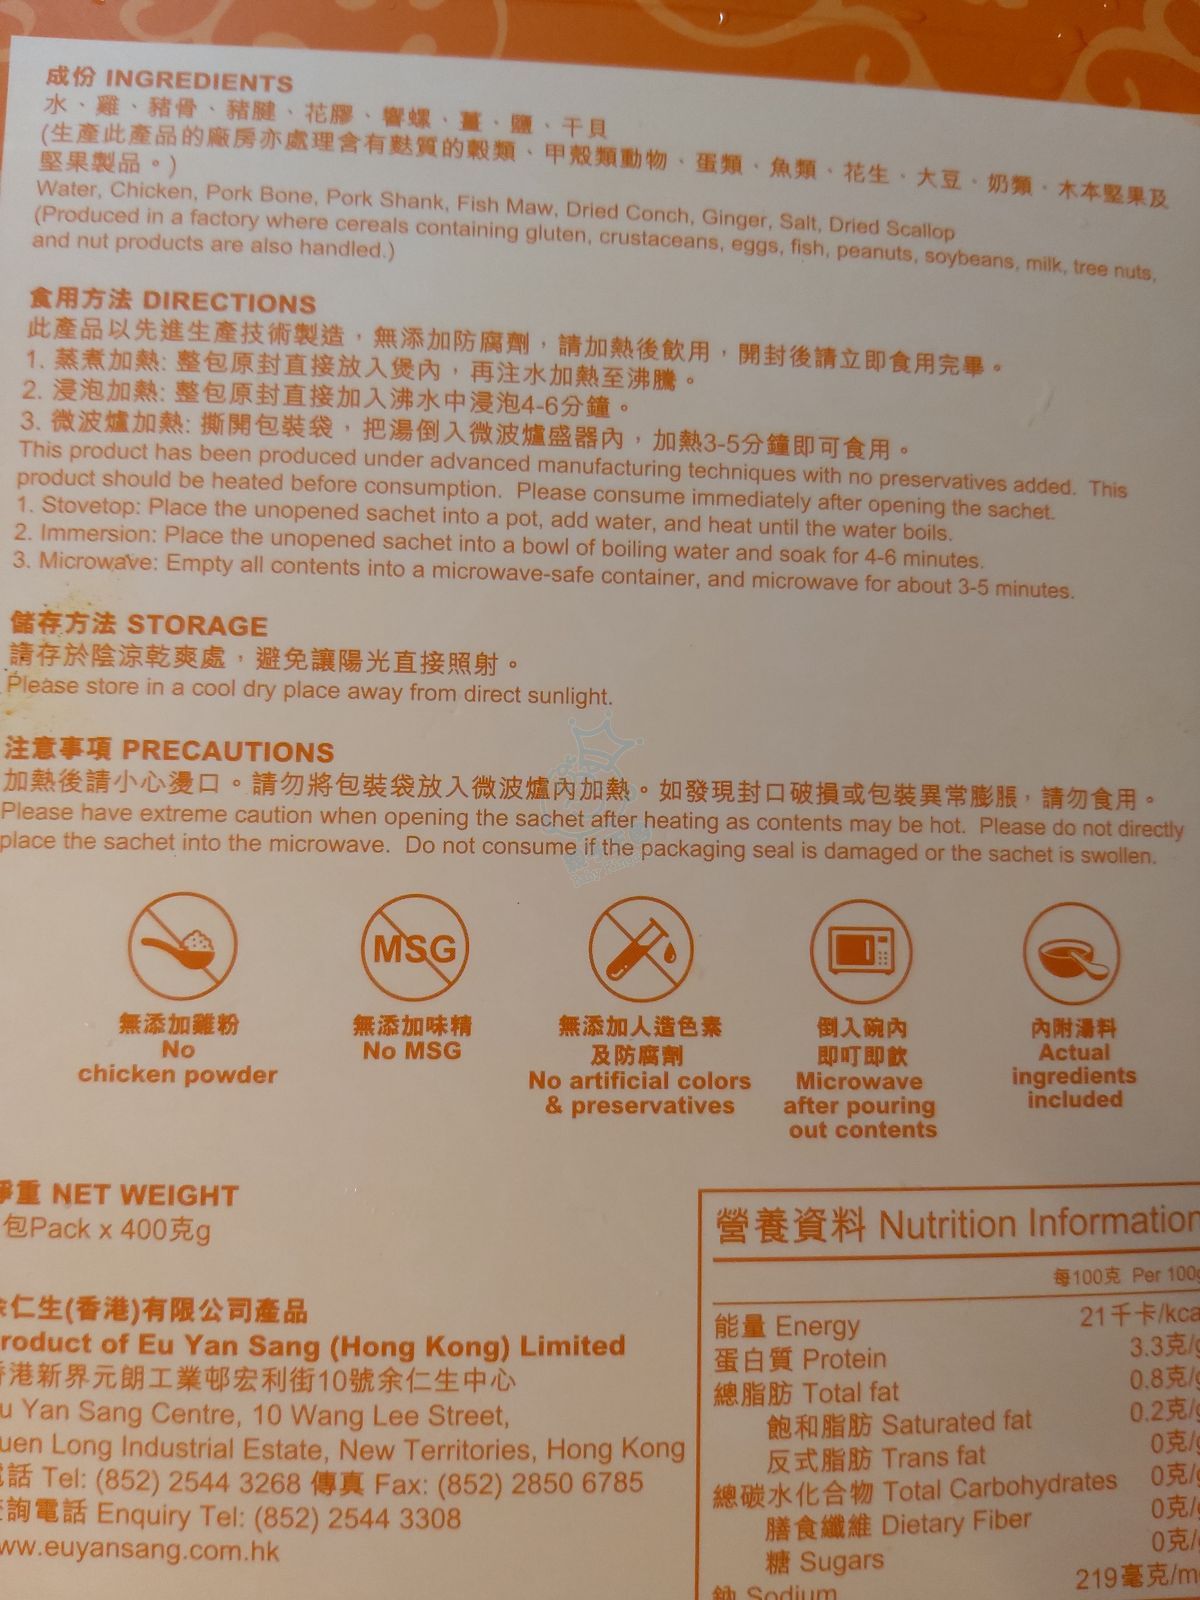 成份 INGREDIENTS
水、雞、豬骨、豬腱、花膠、響螺、薑、鹽、干貝
(生產此產品的廠房亦處理含有麩質的穀類、甲殼類動物、蛋類、魚類、花生、大豆、奶類、木本堅果及
堅果製品。)
Water, Chicken, Pork Bone, Pork Shank, Fish Maw, Dried Conch, Ginger, Salt, Dried Scallop
(Produced in a factory where cereals containing gluten, crustaceans, eggs, fish, peanuts, soybeans, milk, tree nuts,
and nut products are also handled.)
食用方法 DIRECTIONS
此產品以先進生產技術製造，無添加防腐劑，請加熱後飲用，開封後請立即食用完畢。
1. 蒸煮加熱: 整包原封直接放入煲內，再注水加熱至沸騰。
2. 浸泡加熱: 整包原封直接加入沸水中浸泡4-6分鐘。
3. 微波爐加熱: 撕開包裝袋，把湯倒入微波爐盛器內，加熱3-5分鐘即可食用。
This product has been produced under advanced manufacturing techniques with no preservatives added. This
product should be heated before consumption. Please consume immediately after opening the sachet.
1. Stovetop: Place the unopened sachet into a pot, add water, and heat until the water boils.
2. Immersion: Place the unopened sachet into a bowl of boiling water and soak for 4-6 minutes.
3. Microwave: Empty all contents into a microwave-safe container, and microwave for about 3-5 minutes.
儲存方法 STORAGE
請存於陰涼乾爽處，避免讓陽光直接照射。
Please store in a cool dry place away from direct sunlight.
注意事項 PRECAUTIONS
加熱後請小心燙口。請勿將包裝袋放入微波爐內加熱。如發現封口破損或包裝異常膨脹，請勿食用。
Please have extreme caution when opening the sachet after heating as contents may be hot. Please do not directly
place the sachet into the microwave. Do not consume if the packaging seal is damaged or the sachet is swollen.
MSG
無添加雞粉
No
chicken powder
無添加味精
No MSG
無添加人造色素
及防腐劑
No artificial colors
& preservatives
倒入碗內
即叮即飲
Microwave
after pouring
out contents
內附湯料
Actual
ingredients
included
淨重 NET WEIGHT
包Pack x 400克g
余仁生(香港)有限公司產品
roduct of Eu Yan Sang (Hong Kong) Limited
香港新界元朗工業邨宏利街10號余仁生中心
u Yan Sang Centre, 10 Wang Lee Street,
uen Long Industrial Estate, New Territories, Hong Kong
電話 Tel: (852) 2544 3268 傳真 Fax: (852) 2850 6785
查詢電話 Enquiry Tel: (852) 2544 3308
ww.euyansang.com.hk
營養資料 Nutrition Information
每100克 Per 100g
能量 Energy 21千卡/kca
蛋白質 Protein 3.3克/g
總脂肪 Total fat 0.8克/g
飽和脂肪 Saturated fat 0.2克/g
反式脂肪 Trans fat 0克/g
總碳水化合物 Total Carbohydrates 0克/g
膳食纖維 Dietary Fiber 0克/g
糖 Sugars 0克/g
鈉 Sodium 219毫克/m